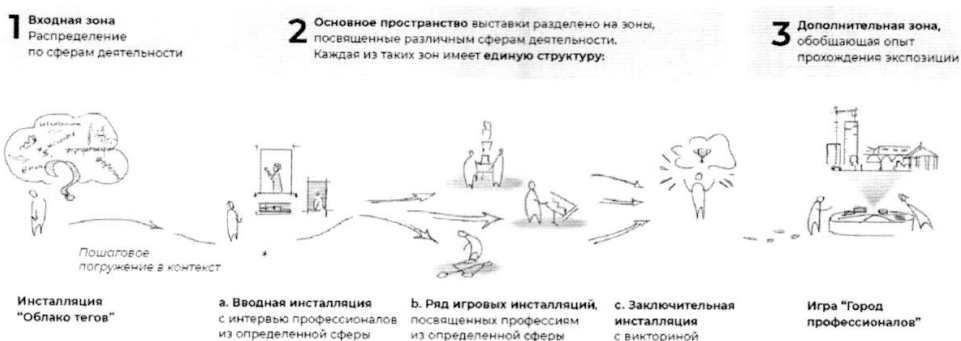 1 Входная зона
Распределение
по сферам деятельности
2 Основное пространство выставки разделено на зоны,
посвященные различным сферам деятельности.
Каждая из таких зон имеет единую структуру:
3 Дополнительная зона,
обобщающая опыт
прохождения экспозиции
Пошаговое
погружение в контекст
Инсталляция
"Облако тегов"
a. Вводная инсталляция
с интервью профессионалов
из определенной сферы
b. Ряд игровых инсталляций,
посвященных профессиям
из определенной сферы
c. Заключительная
инсталляция
с викториной
Игра "Город
профессионалов"